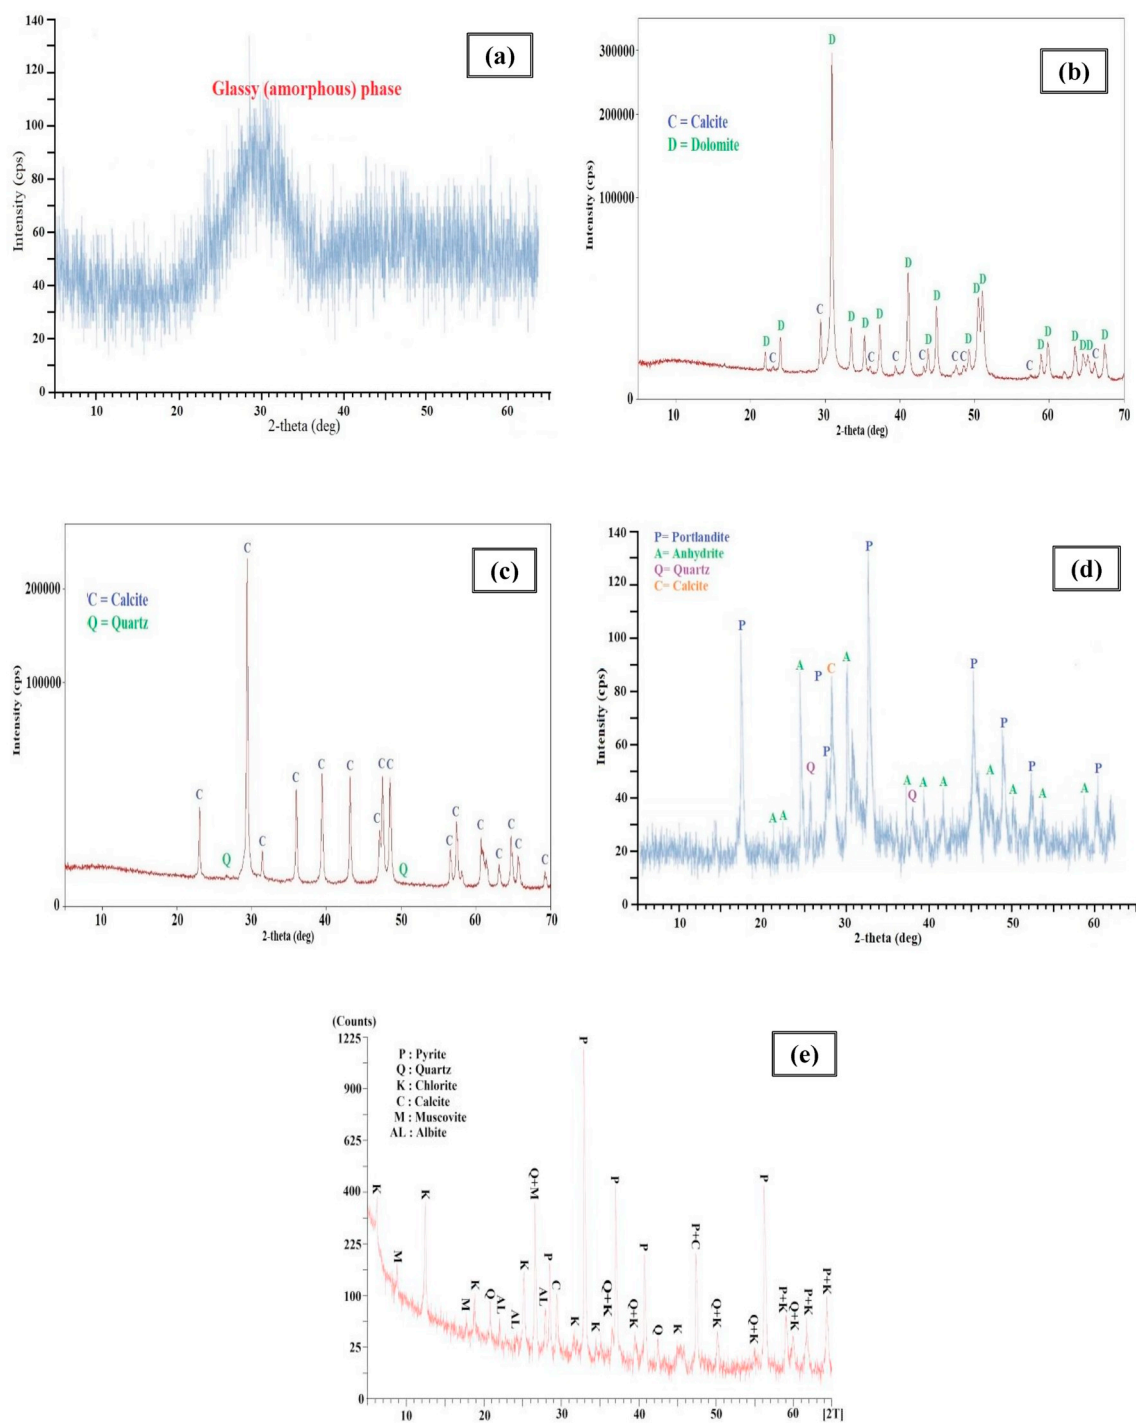 (a)
Glassy (amorphous) phase
Intensity (cps)
140
120
100
80
60
40
20
0
10 20 30 40 50 60
2-theta (deg)
(b)
C = Calcite
D = Dolomite
Intensity (cps)
300000
200000
100000
0
D
D C D C D D C D C D C D D C C D D D C D D D D D C D
10 20 30 40 50 60 70
2-theta (deg)
(c)
'C = Calcite
Q = Quartz
Intensity (cps)
200000
100000
0
C
C Q C C C C C C C Q C C C C C C C
10 20 30 40 50 60 70
2-theta (deg)
(d)
P= Portlandite
A= Anhydrite
Q= Quartz
C= Calcite
Intensity (cps)
140
120
100
80
60
40
20
0
P A A A Q P P C A P A Q A A P A P A P A A P
10 20 30 40 50 60
2-theta (deg)
(e)
(Counts)
P : Pyrite
Q : Quartz
K : Chlorite
C : Calcite
M : Muscovite
AL : Albite
1225
900
625
400
225
100
25
0
K M K M K Q AL AL K Q+M AL P C K P K Q+K P Q+K P Q K P+C Q+K Q+K P P+K Q+K P+K P+K
10 20 30 40 50 60 [2T]